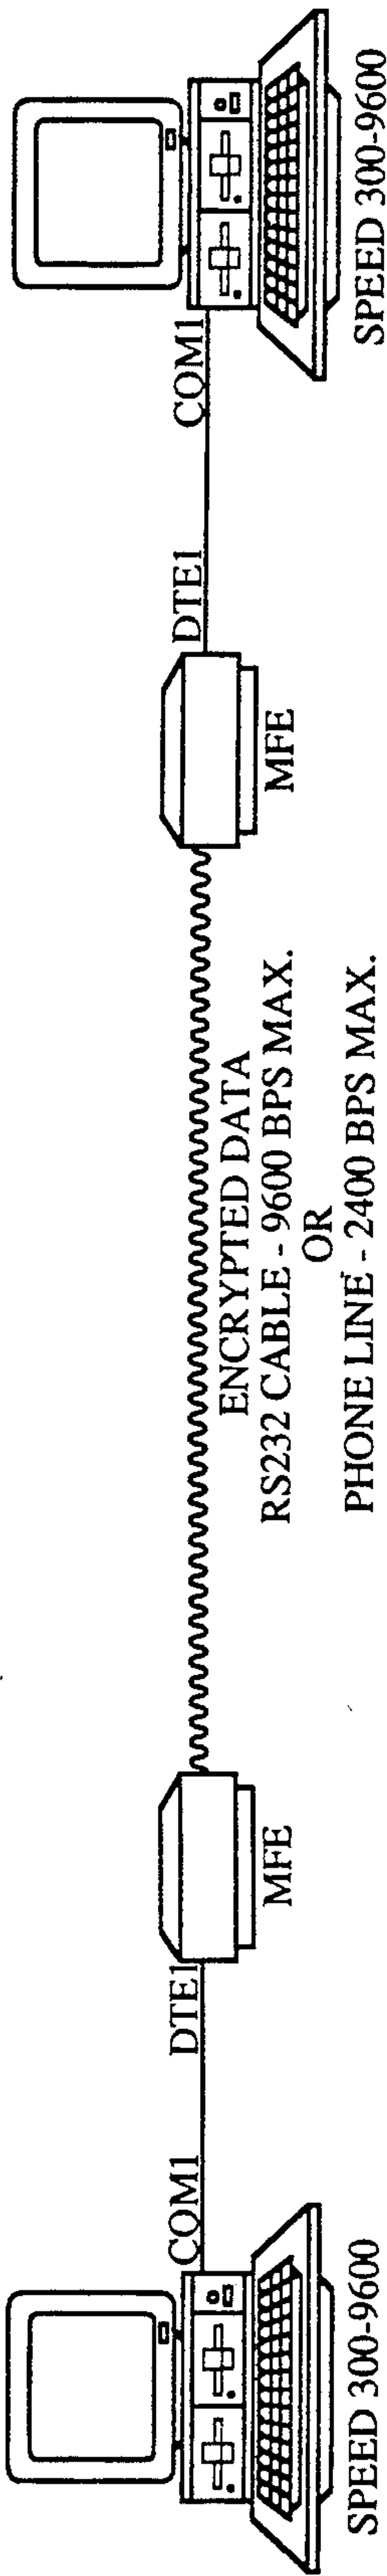 COM1
DTE1
DTE1
COM1
MFE
MFE
ENCRYPTED DATA
RS232 CABLE - 9600 BPS MAX.
OR
PHONE LINE - 2400 BPS MAX.
SPEED 300-9600
SPEED 300-9600